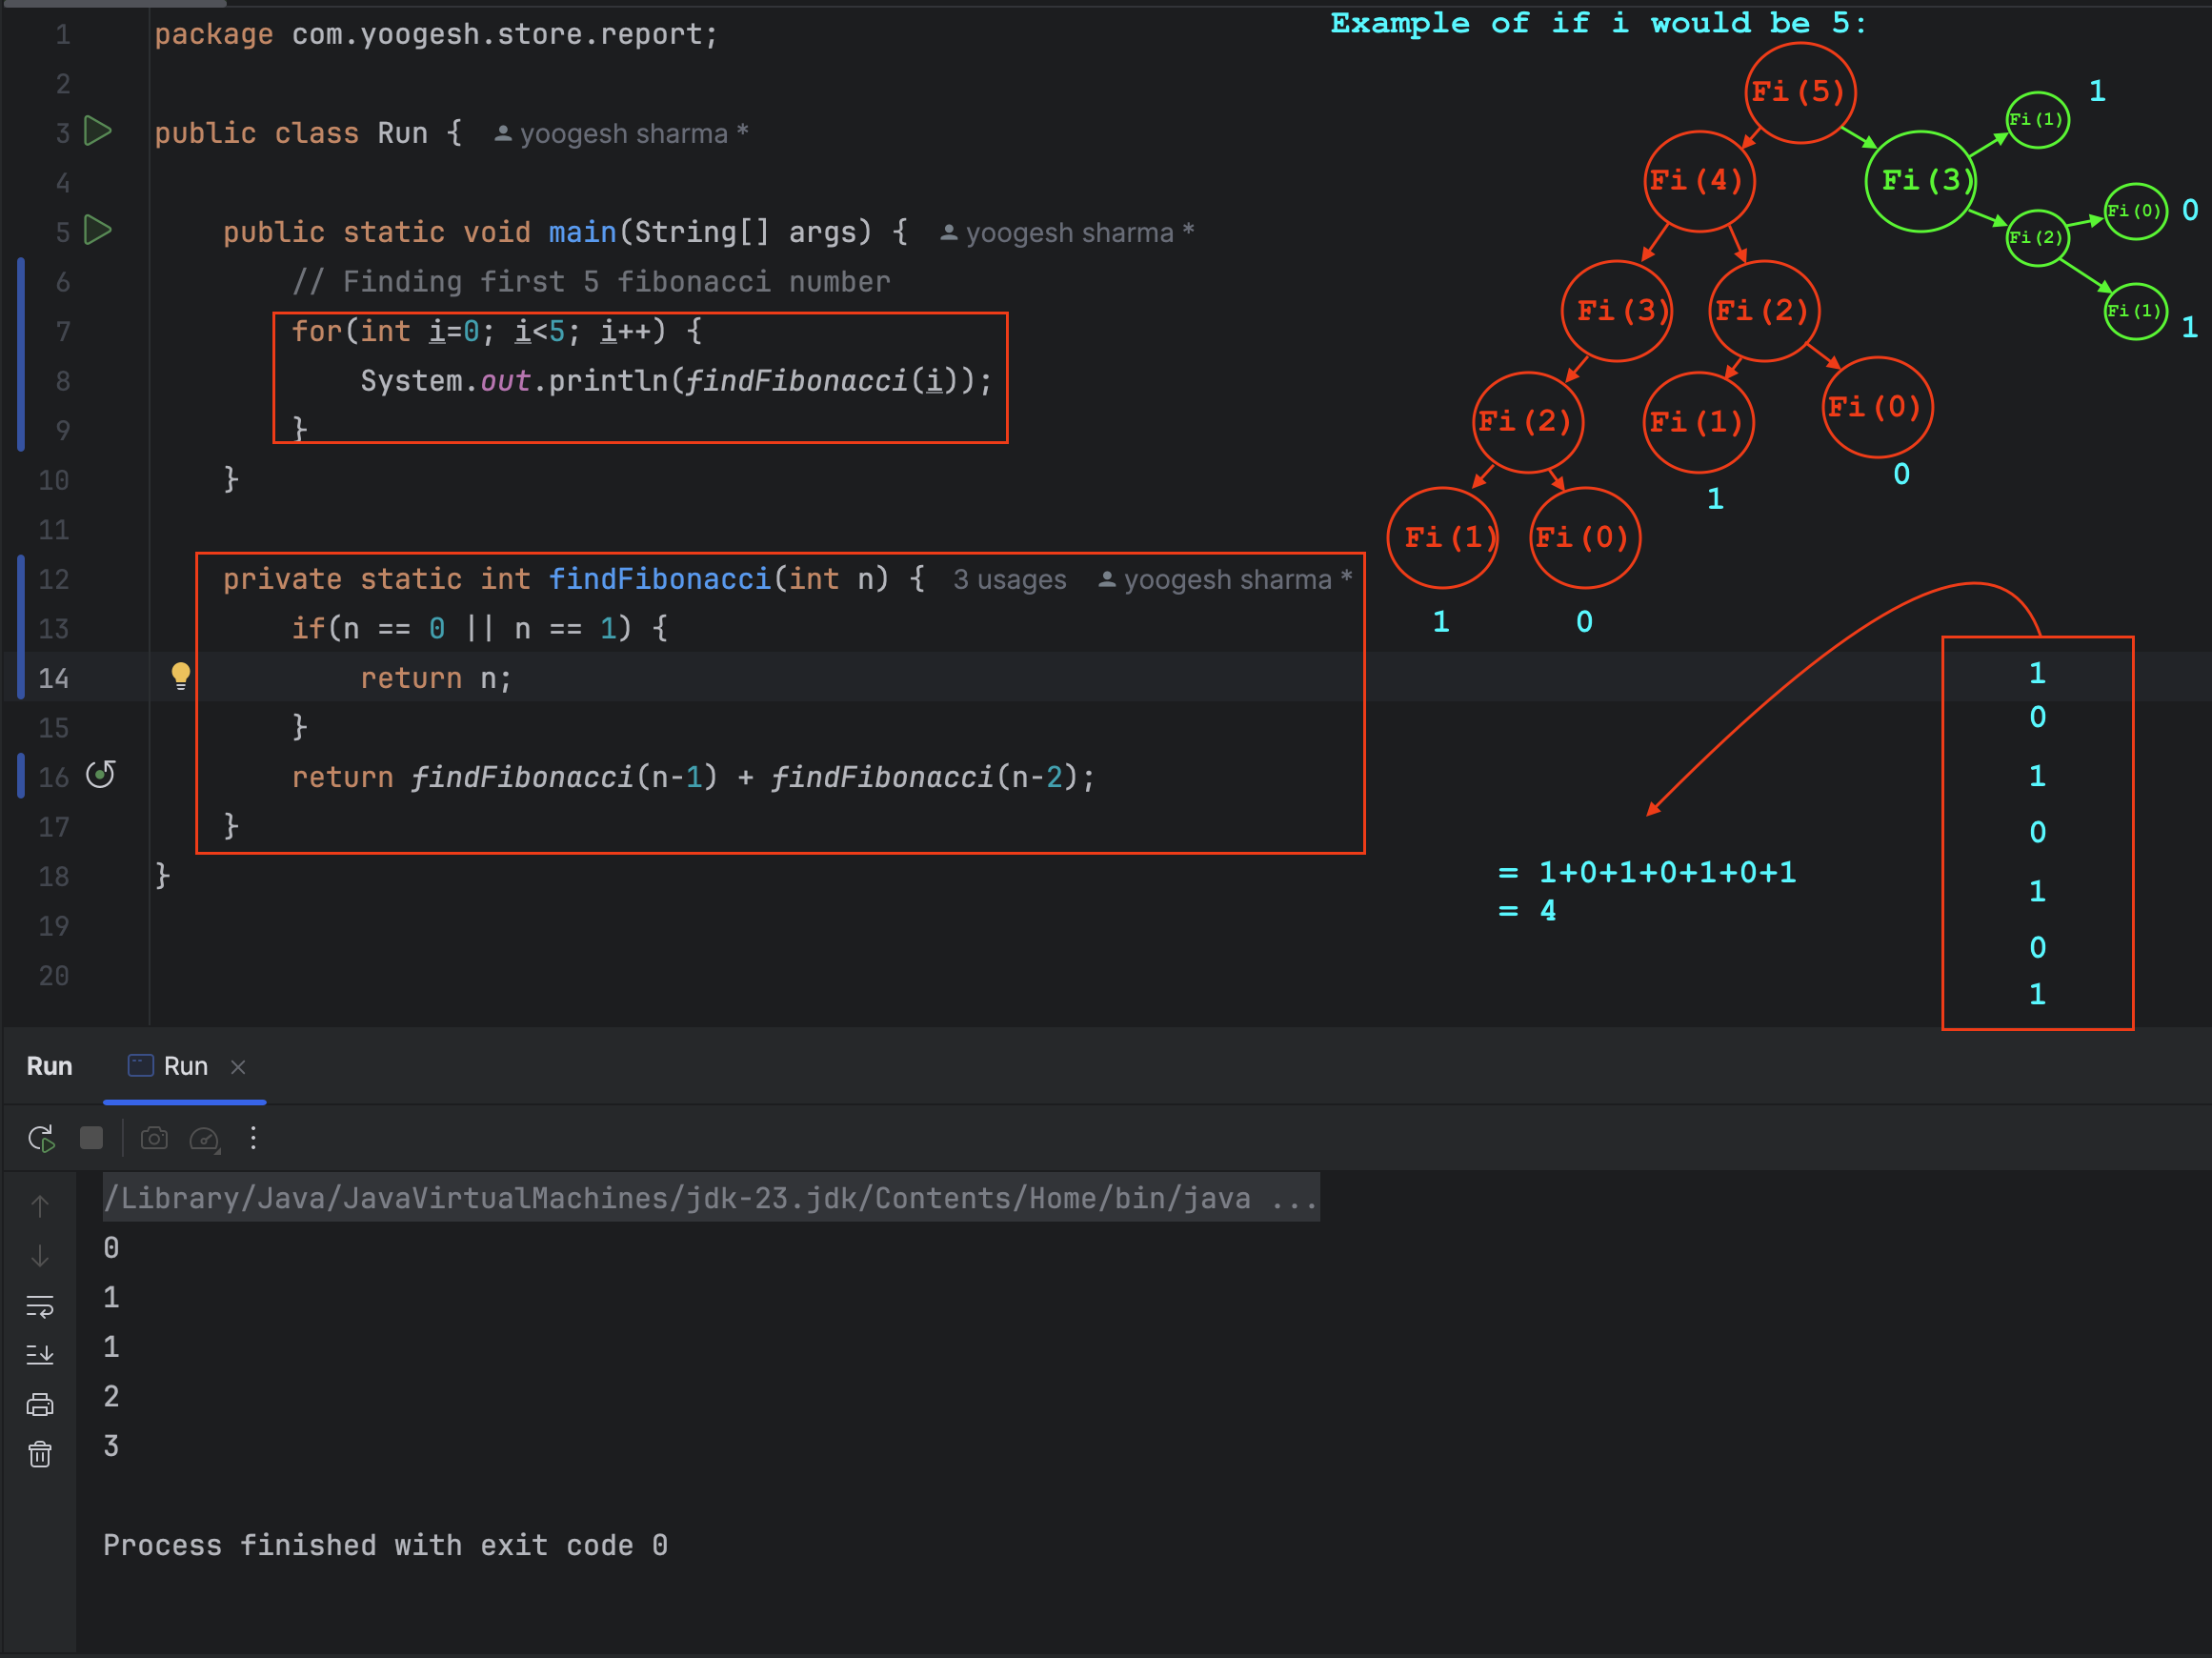 1 package com.yoogesh.store.report;
2
3 public class Run { yoogesh sharma *
4
5 public static void main(String[] args) { yoogesh sharma *
6 // Finding first 5 fibonacci number
7 for(int i=0; i<5; i++) {
8 System.out.println(findFibonacci(i));
9 }
10 }
11
12 private static int findFibonacci(int n) { 3 usages yoogesh sharma *
13 if(n == 0 || n == 1) {
14 return n;
15 }
16 return findFibonacci(n-1) + findFibonacci(n-2);
17 }
18 }
19
20
Example of if i would be 5:
Fi(5)
1
Fi(1)
Fi(4)
Fi(3)
Fi(0)
0
Fi(2)
Fi(3)
Fi(2)
Fi(1)
1
Fi(2)
Fi(1)
Fi(0)
0
1
Fi(1)
Fi(0)
1
0
1
0
1
0
1
0
1
= 1+0+1+0+1+0+1
= 4
Run
Run
/Library/Java/JavaVirtualMachines/jdk-23.jdk/Contents/Home/bin/java ...
0
1
1
2
3
Process finished with exit code 0